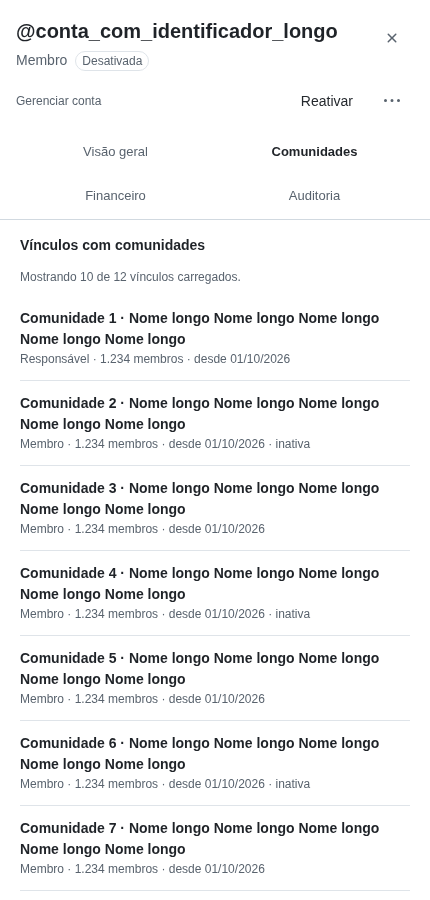 @conta_com_identificador_longo
×
Membro Desativada
Gerenciar conta Reativar ···
Visão geral Comunidades
Financeiro Auditoria
Vínculos com comunidades
Mostrando 10 de 12 vínculos carregados.
Comunidade 1 · Nome longo Nome longo Nome longo
Nome longo Nome longo
Responsável · 1.234 membros · desde 01/10/2026
Comunidade 2 · Nome longo Nome longo Nome longo
Nome longo Nome longo
Membro · 1.234 membros · desde 01/10/2026 · inativa
Comunidade 3 · Nome longo Nome longo Nome longo
Nome longo Nome longo
Membro · 1.234 membros · desde 01/10/2026
Comunidade 4 · Nome longo Nome longo Nome longo
Nome longo Nome longo
Membro · 1.234 membros · desde 01/10/2026 · inativa
Comunidade 5 · Nome longo Nome longo Nome longo
Nome longo Nome longo
Membro · 1.234 membros · desde 01/10/2026
Comunidade 6 · Nome longo Nome longo Nome longo
Nome longo Nome longo
Membro · 1.234 membros · desde 01/10/2026 · inativa
Comunidade 7 · Nome longo Nome longo Nome longo
Nome longo Nome longo
Membro · 1.234 membros · desde 01/10/2026